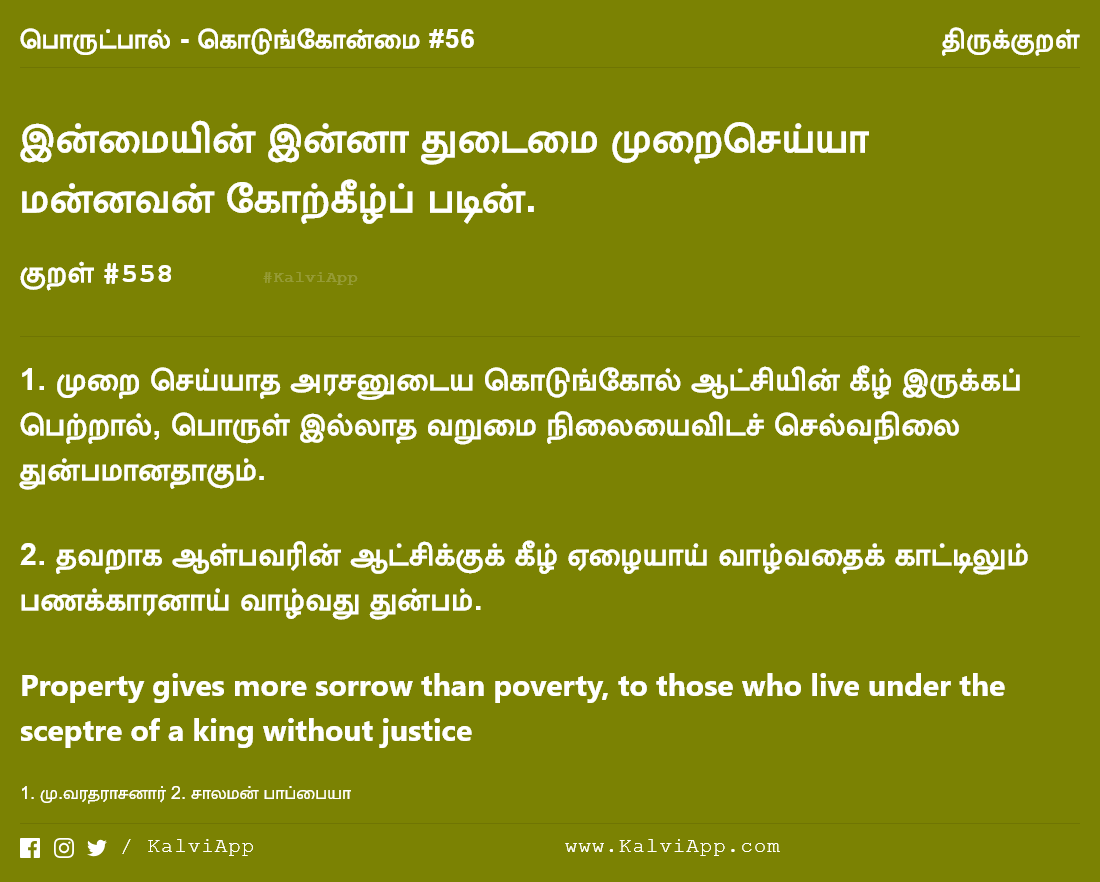 பொருட்பால் - கொடுங்கோன்மை #56 திருக்குறள்
இன்மையின் இன்னா துடைமை முறைசெய்யா
மன்னவன் கோற்கீழ்ப் படின்.
குறள் #558 #KalviApp
1. முறை செய்யாத அரசனுடைய கொடுங்கோல் ஆட்சியின் கீழ் இருக்கப்
பெற்றால், பொருள் இல்லாத வறுமை நிலையைவிடச் செல்வநிலை
துன்பமானதாகும்.
2. தவறாக ஆள்பவரின் ஆட்சிக்குக் கீழ் ஏழையாய் வாழ்வதைக் காட்டிலும்
பணக்காரனாய் வாழ்வது துன்பம்.
Property gives more sorrow than poverty, to those who live under the
sceptre of a king without justice
1. மு.வரதராசனார் 2. சாலமன் பாப்பையா
/ KalviApp www.KalviApp.com